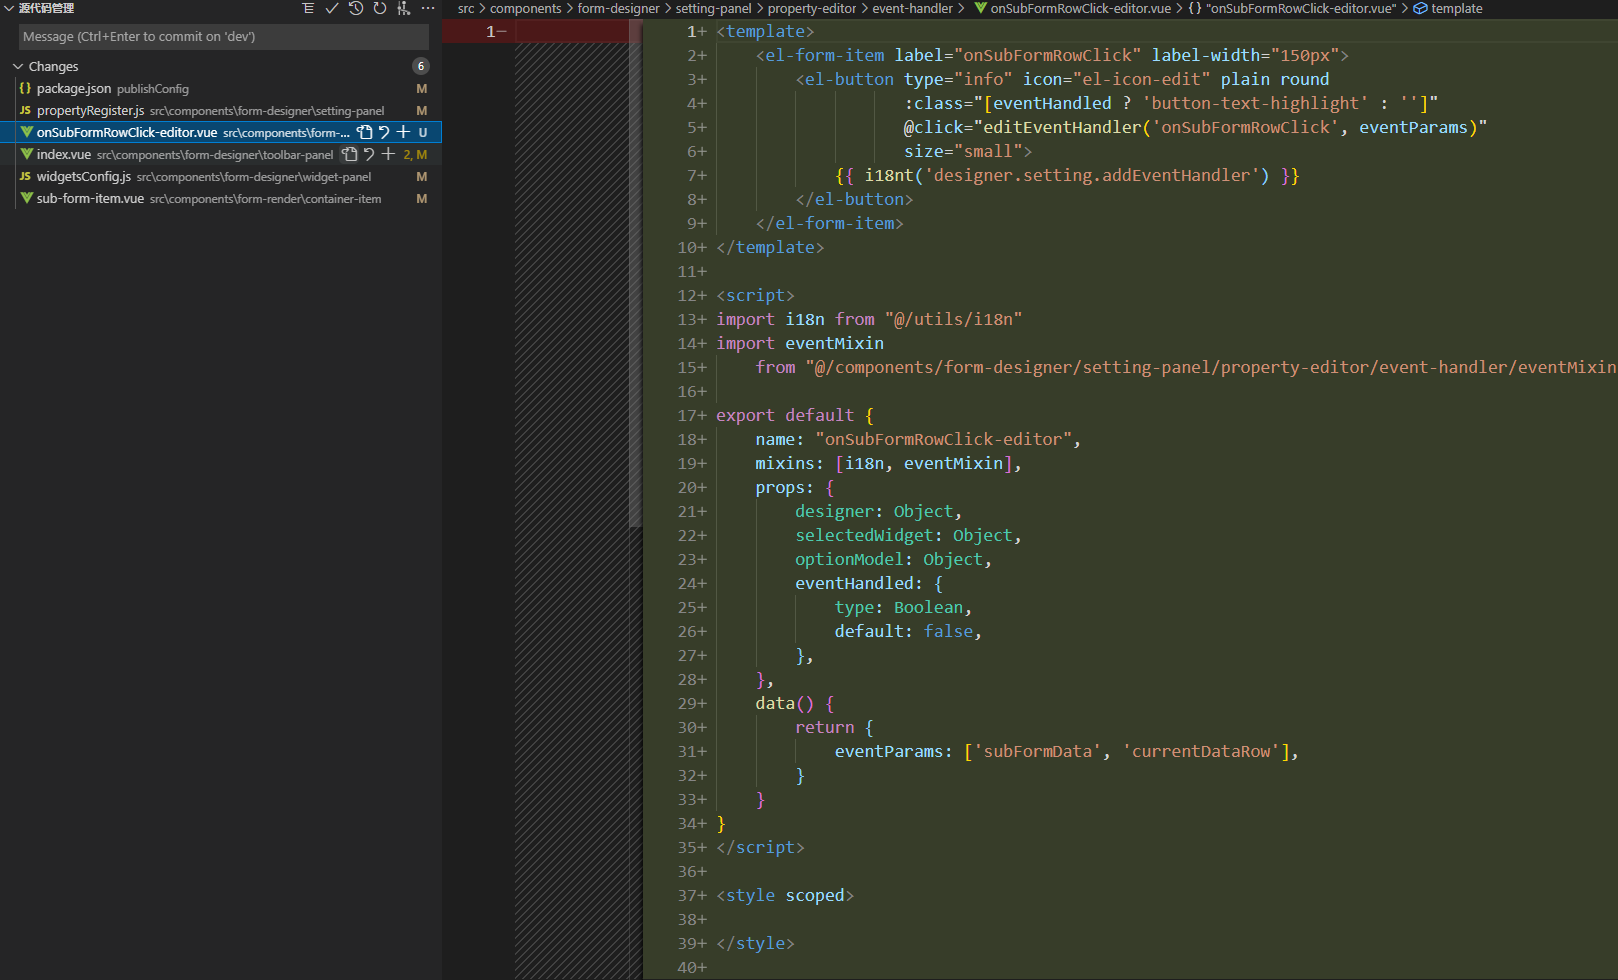 源代码管理
Message (Ctrl+Enter to commit on 'dev')
Changes 6
{} package.json publishConfig M
JS propertyRegister.js src\components\form-designer\setting-panel M
onSubFormRowClick-editor.vue src\components\form-... U
index.vue src\components\form-designer\toolbar-panel 2, M
JS widgetsConfig.js src\components\form-designer\widget-panel M
sub-form-item.vue src\components\form-render\container-item M
src > components > form-designer > setting-panel > property-editor > event-handler > onSubFormRowClick-editor.vue > {} "onSubFormRowClick-editor.vue" > template
1−
1+ <template>
2+     <el-form-item label="onSubFormRowClick" label-width="150px">
3+         <el-button type="info" icon="el-icon-edit" plain round
4+                    :class="[eventHandled ? 'button-text-highlight' : '']"
5+                    @click="editEventHandler('onSubFormRowClick', eventParams)"
6+                    size="small">
7+             {{ i18nt('designer.setting.addEventHandler') }}
8+         </el-button>
9+     </el-form-item>
10+ </template>
11+
12+ <script>
13+ import i18n from "@/utils/i18n"
14+ import eventMixin
15+     from "@/components/form-designer/setting-panel/property-editor/event-handler/eventMixin
16+
17+ export default {
18+     name: "onSubFormRowClick-editor",
19+     mixins: [i18n, eventMixin],
20+     props: {
21+         designer: Object,
22+         selectedWidget: Object,
23+         optionModel: Object,
24+         eventHandled: {
25+             type: Boolean,
26+             default: false,
27+         },
28+     },
29+     data() {
30+         return {
31+             eventParams: ['subFormData', 'currentDataRow'],
32+         }
33+     }
34+ }
35+ </script>
36+
37+ <style scoped>
38+
39+ </style>
40+